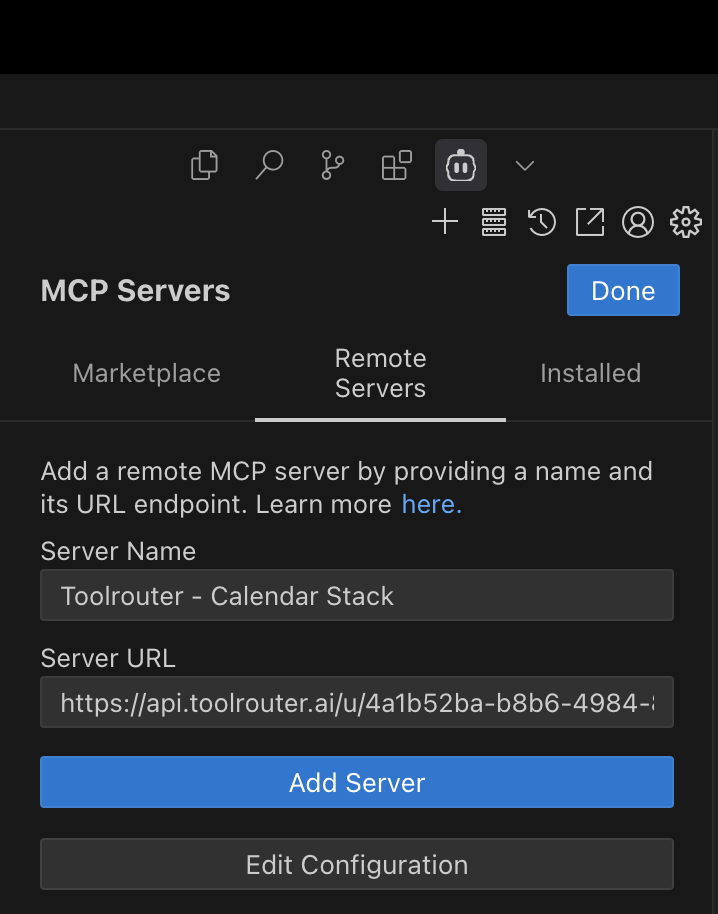 MCP Servers
Done
Marketplace
Remote
Servers
Installed
Add a remote MCP server by providing a name and
its URL endpoint. Learn more here.
Server Name
Toolrouter - Calendar Stack
Server URL
https://api.toolrouter.ai/u/4a1b52ba-b8b6-4984-
Add Server
Edit Configuration